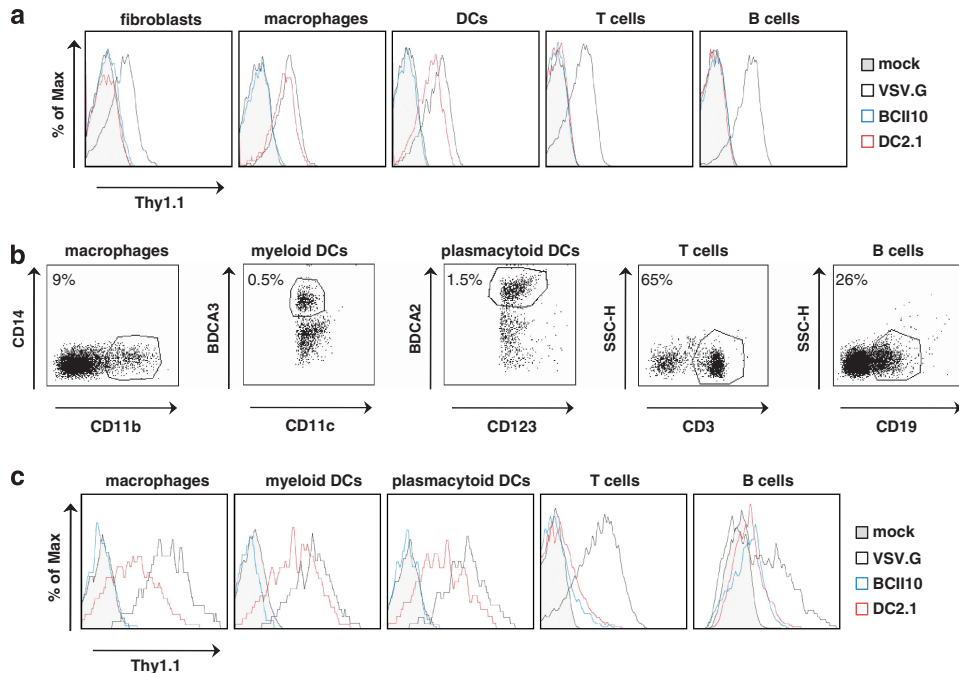 a
fibroblasts
macrophages
DCs
T cells
B cells
% of Max
Thy1.1
mock
VSV.G
BCII10
DC2.1
b
macrophages
myeloid DCs
plasmacytoid DCs
T cells
B cells
9%
0.5%
1.5%
65%
26%
CD14
BDCA3
BDCA2
SSC-H
SSC-H
CD11b
CD11c
CD123
CD3
CD19
c
macrophages
myeloid DCs
plasmacytoid DCs
T cells
B cells
% of Max
Thy1.1
mock
VSV.G
BCII10
DC2.1